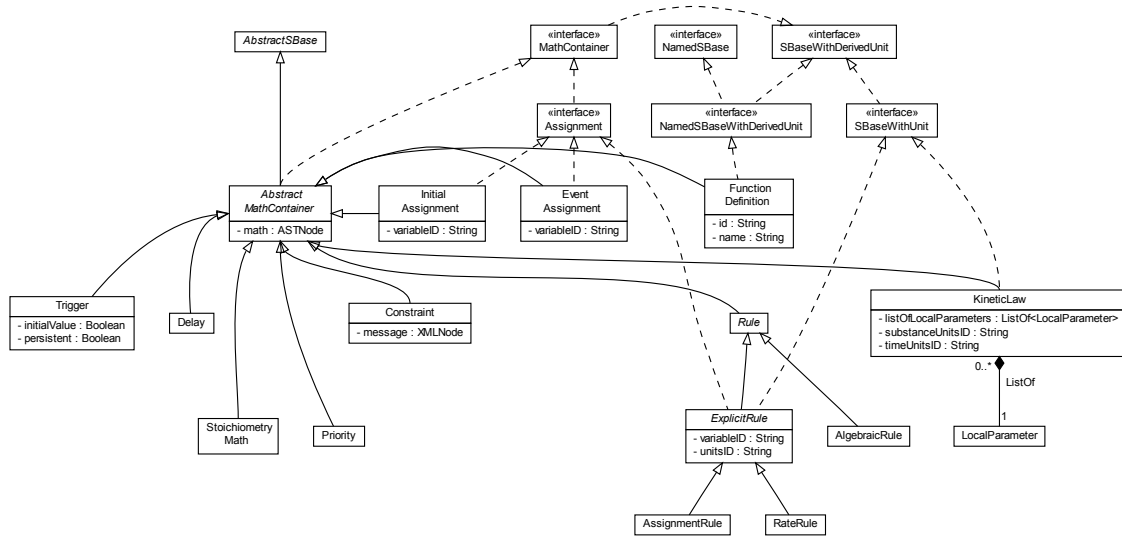 «interface»
MathContainer
«interface»
NamedSBase
«interface»
SBaseWithDerivedUnit
AbstractSBase
«interface»
Assignment
«interface»
NamedSBaseWithDerivedUnit
«interface»
SBaseWithUnit
Abstract
MathContainer
- math : ASTNode
Initial
Assignment
- variableID : String
Event
Assignment
- variableID : String
Function
Definition
- id : String
- name : String
Trigger
- initialValue : Boolean
- persistent : Boolean
Delay
Constraint
- message : XMLNode
Rule
KineticLaw
- listOfLocalParameters : ListOf<LocalParameter>
- substanceUnitsID : String
- timeUnitsID : String
0..*
ListOf
1
Stoichiometry
Math
Priority
ExplicitRule
- variableID : String
- unitsID : String
AlgebraicRule
LocalParameter
AssignmentRule
RateRule